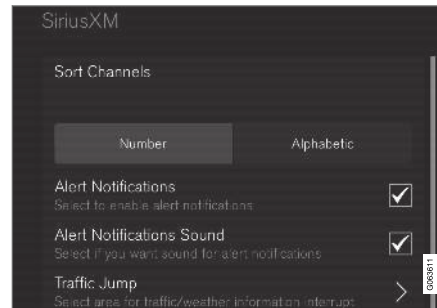 SiriusXM
Sort Channels
Number Alphabetic
Alert Notifications
Select to enable alert notifications
Alert Notifications Sound
Select if you want sound for alert notifications
Traffic Jump
Select area for traffic/weather information interrupt
G063611